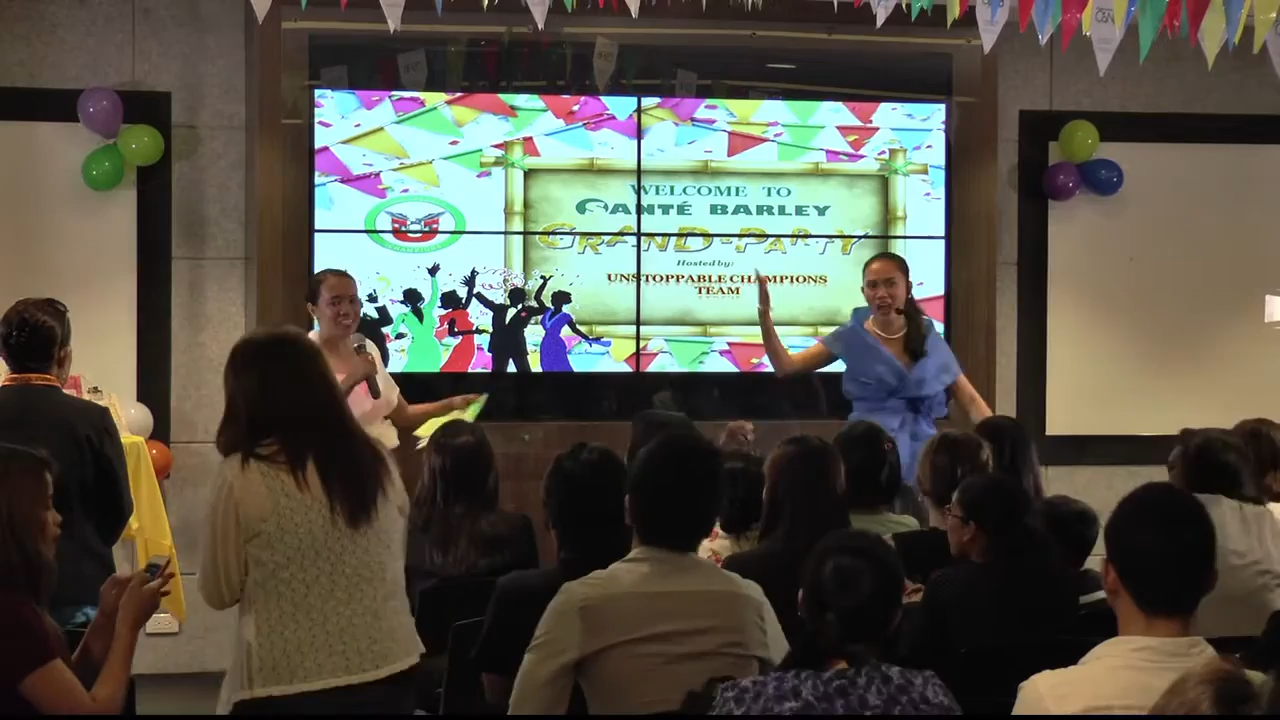 WELCOME TO
SANTÉ BARLEY
GRAND-PARTY
Hosted by:
UNSTOPPABLE CHAMPIONS
TEAM